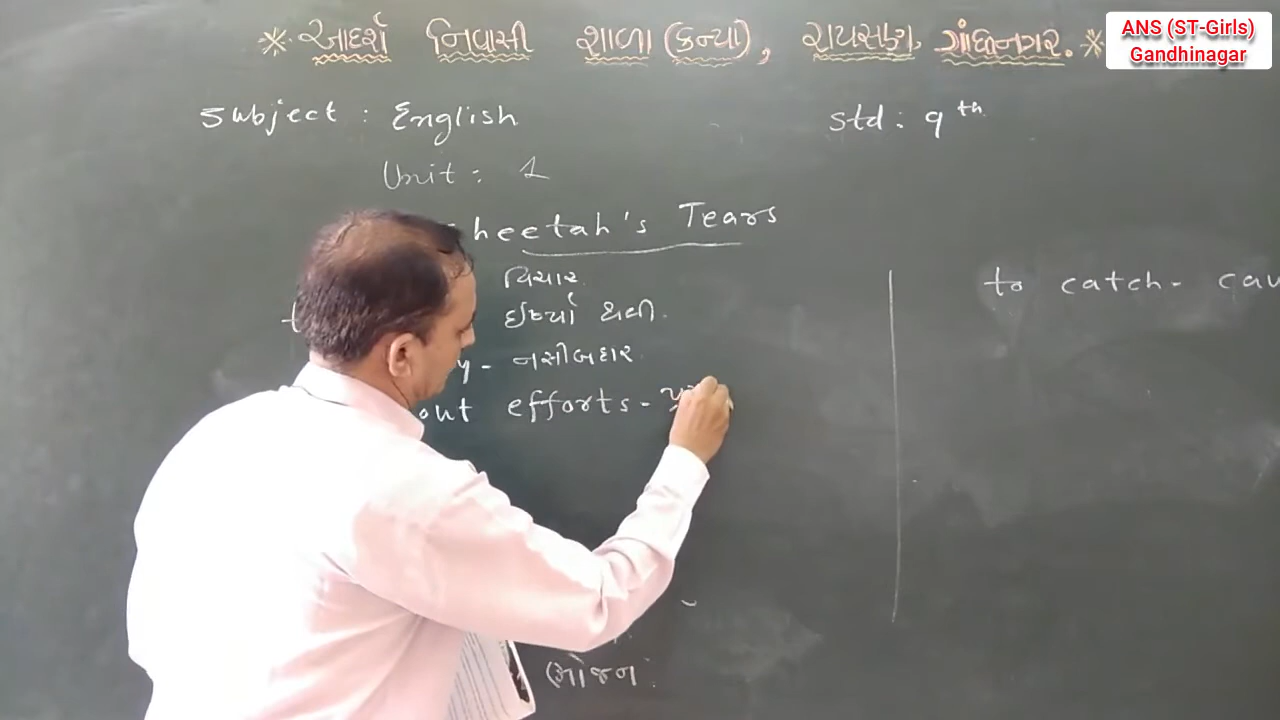 * આદર્શ નિવાસી શાળા (કન્યા), રાયસણ, ગાંધીનગર. *
ANS (ST-Girls)
Gandhinagar
Subject : English
Std : 9th
Unit : 1
heetah's Tears
વિચાર
ઈર્ષ્યા થવી.
y - નસીબદાર
out efforts -
ભોજન
to catch - cau